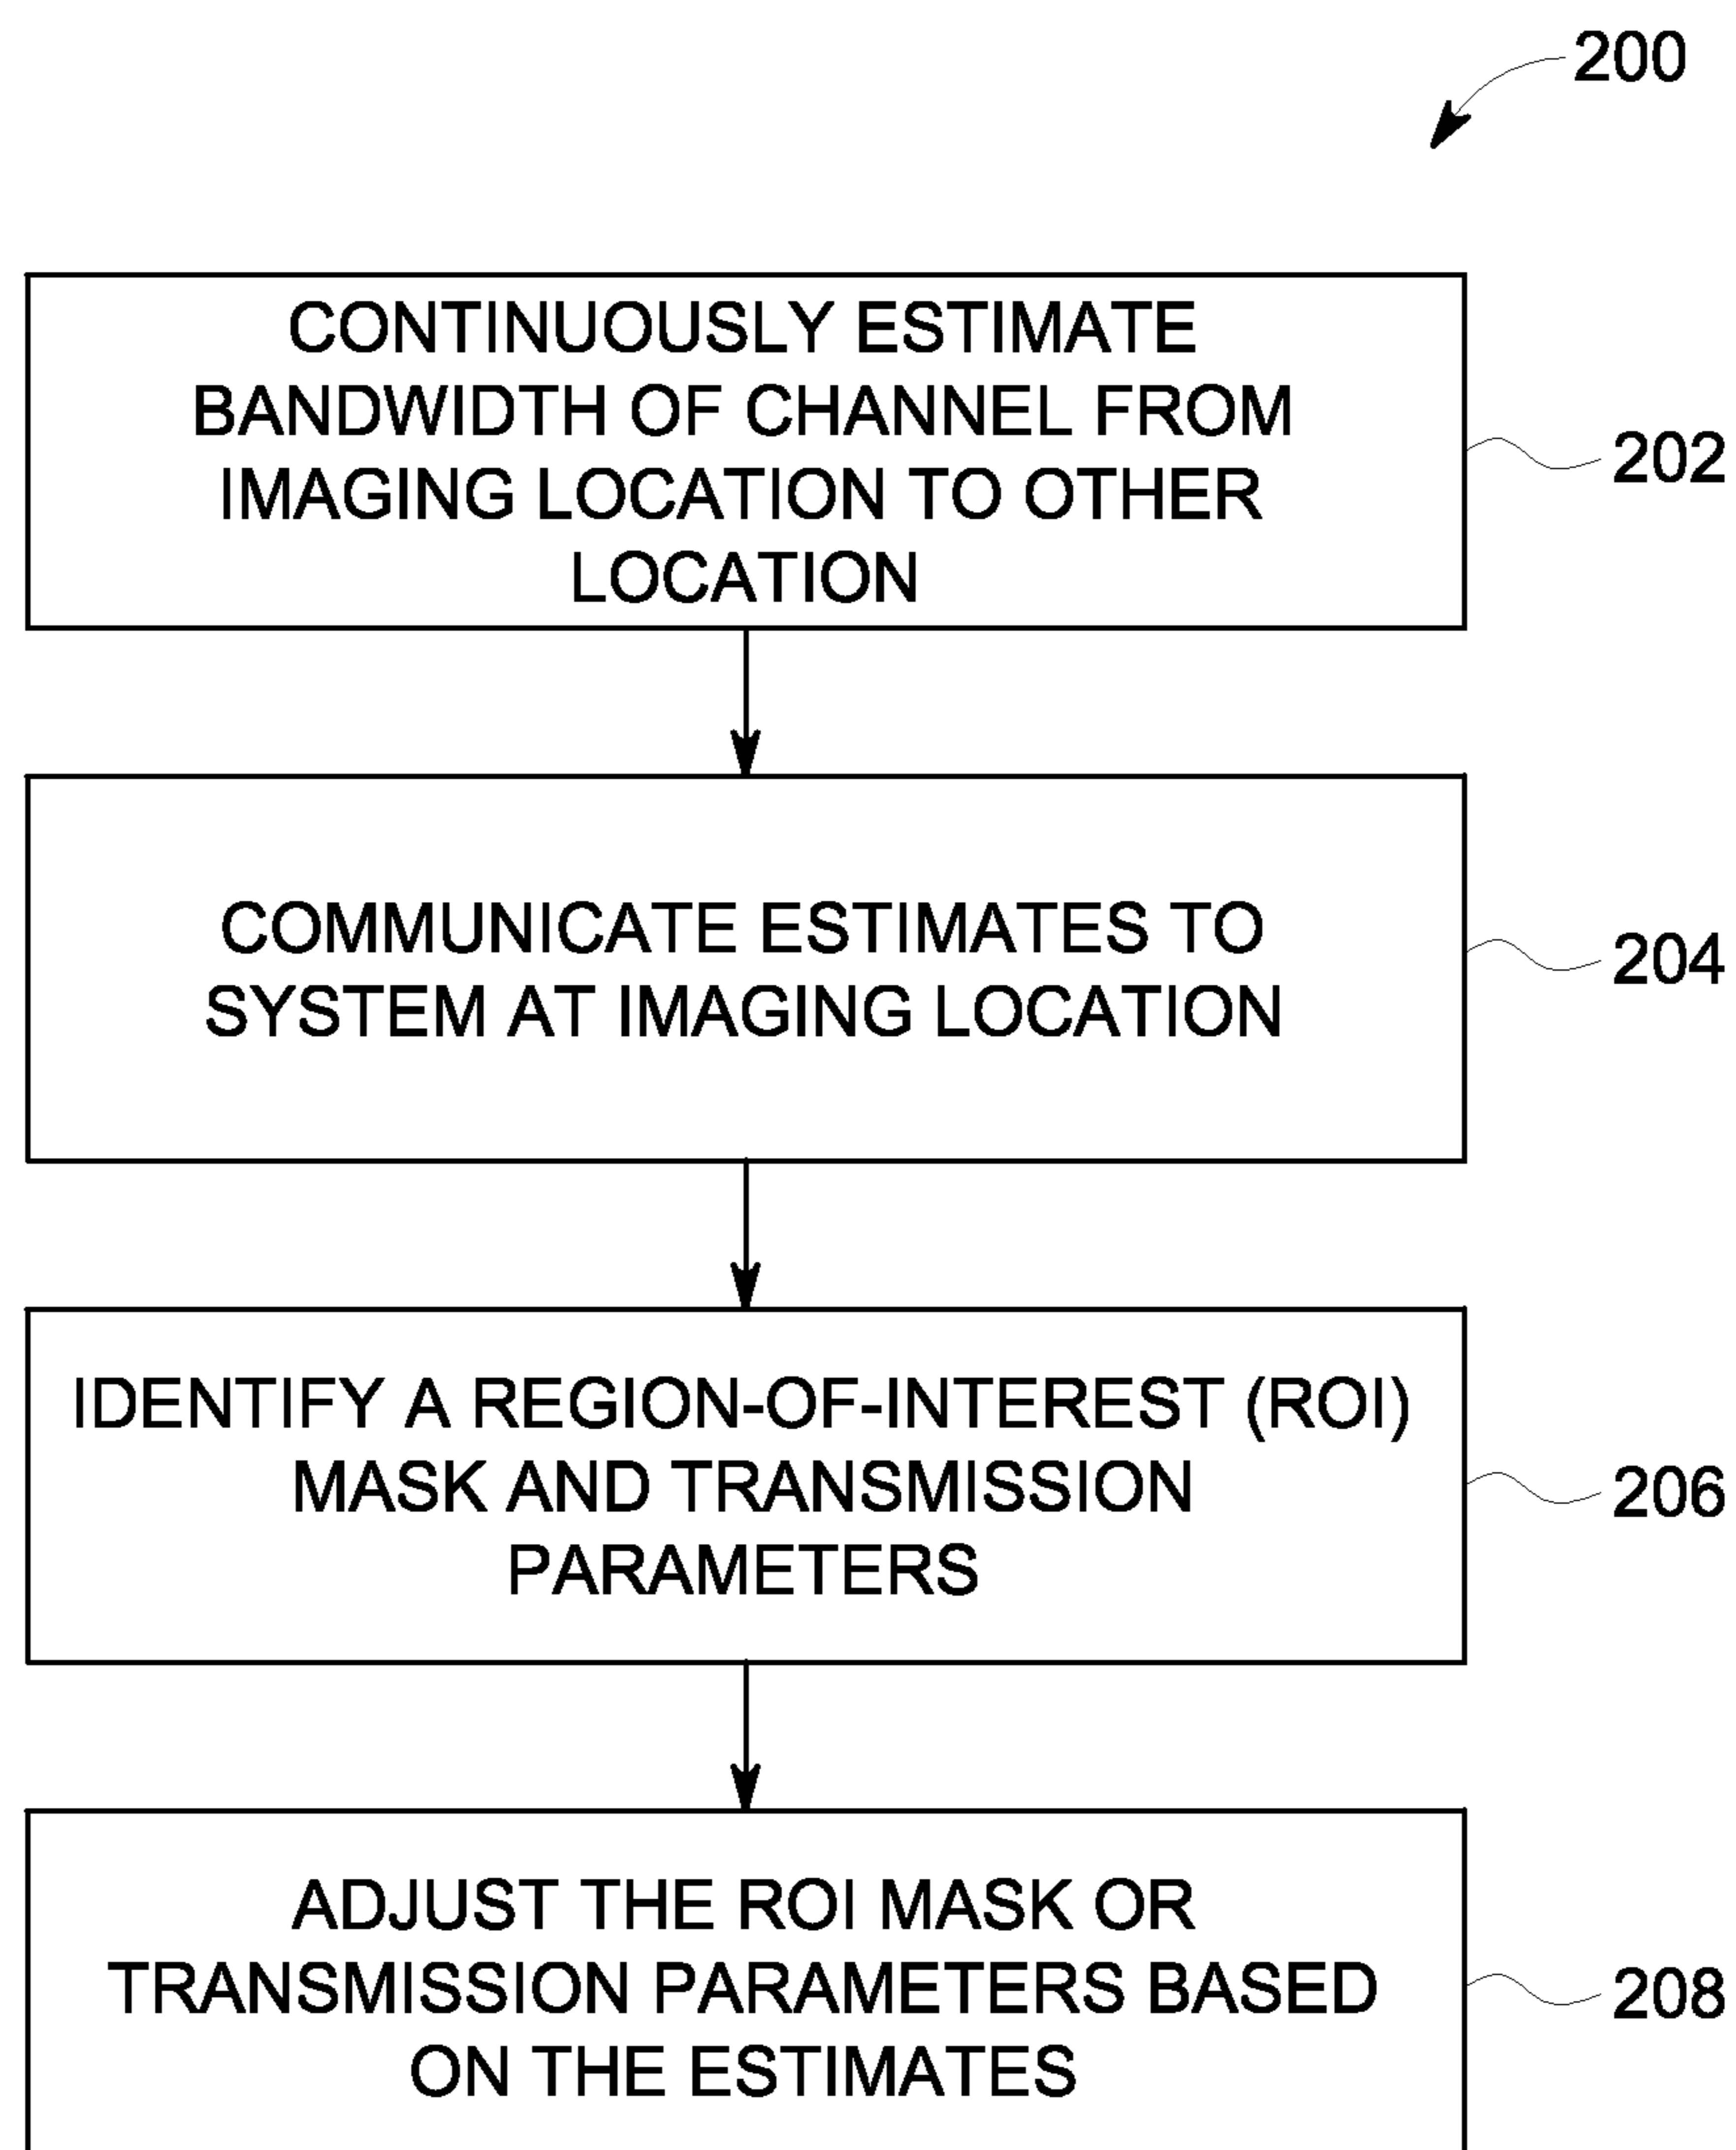 200
CONTINUOUSLY ESTIMATE
BANDWIDTH OF CHANNEL FROM
IMAGING LOCATION TO OTHER
LOCATION
202
COMMUNICATE ESTIMATES TO
SYSTEM AT IMAGING LOCATION
204
IDENTIFY A REGION-OF-INTEREST (ROI)
MASK AND TRANSMISSION
PARAMETERS
206
ADJUST THE ROI MASK OR
TRANSMISSION PARAMETERS BASED
ON THE ESTIMATES
208